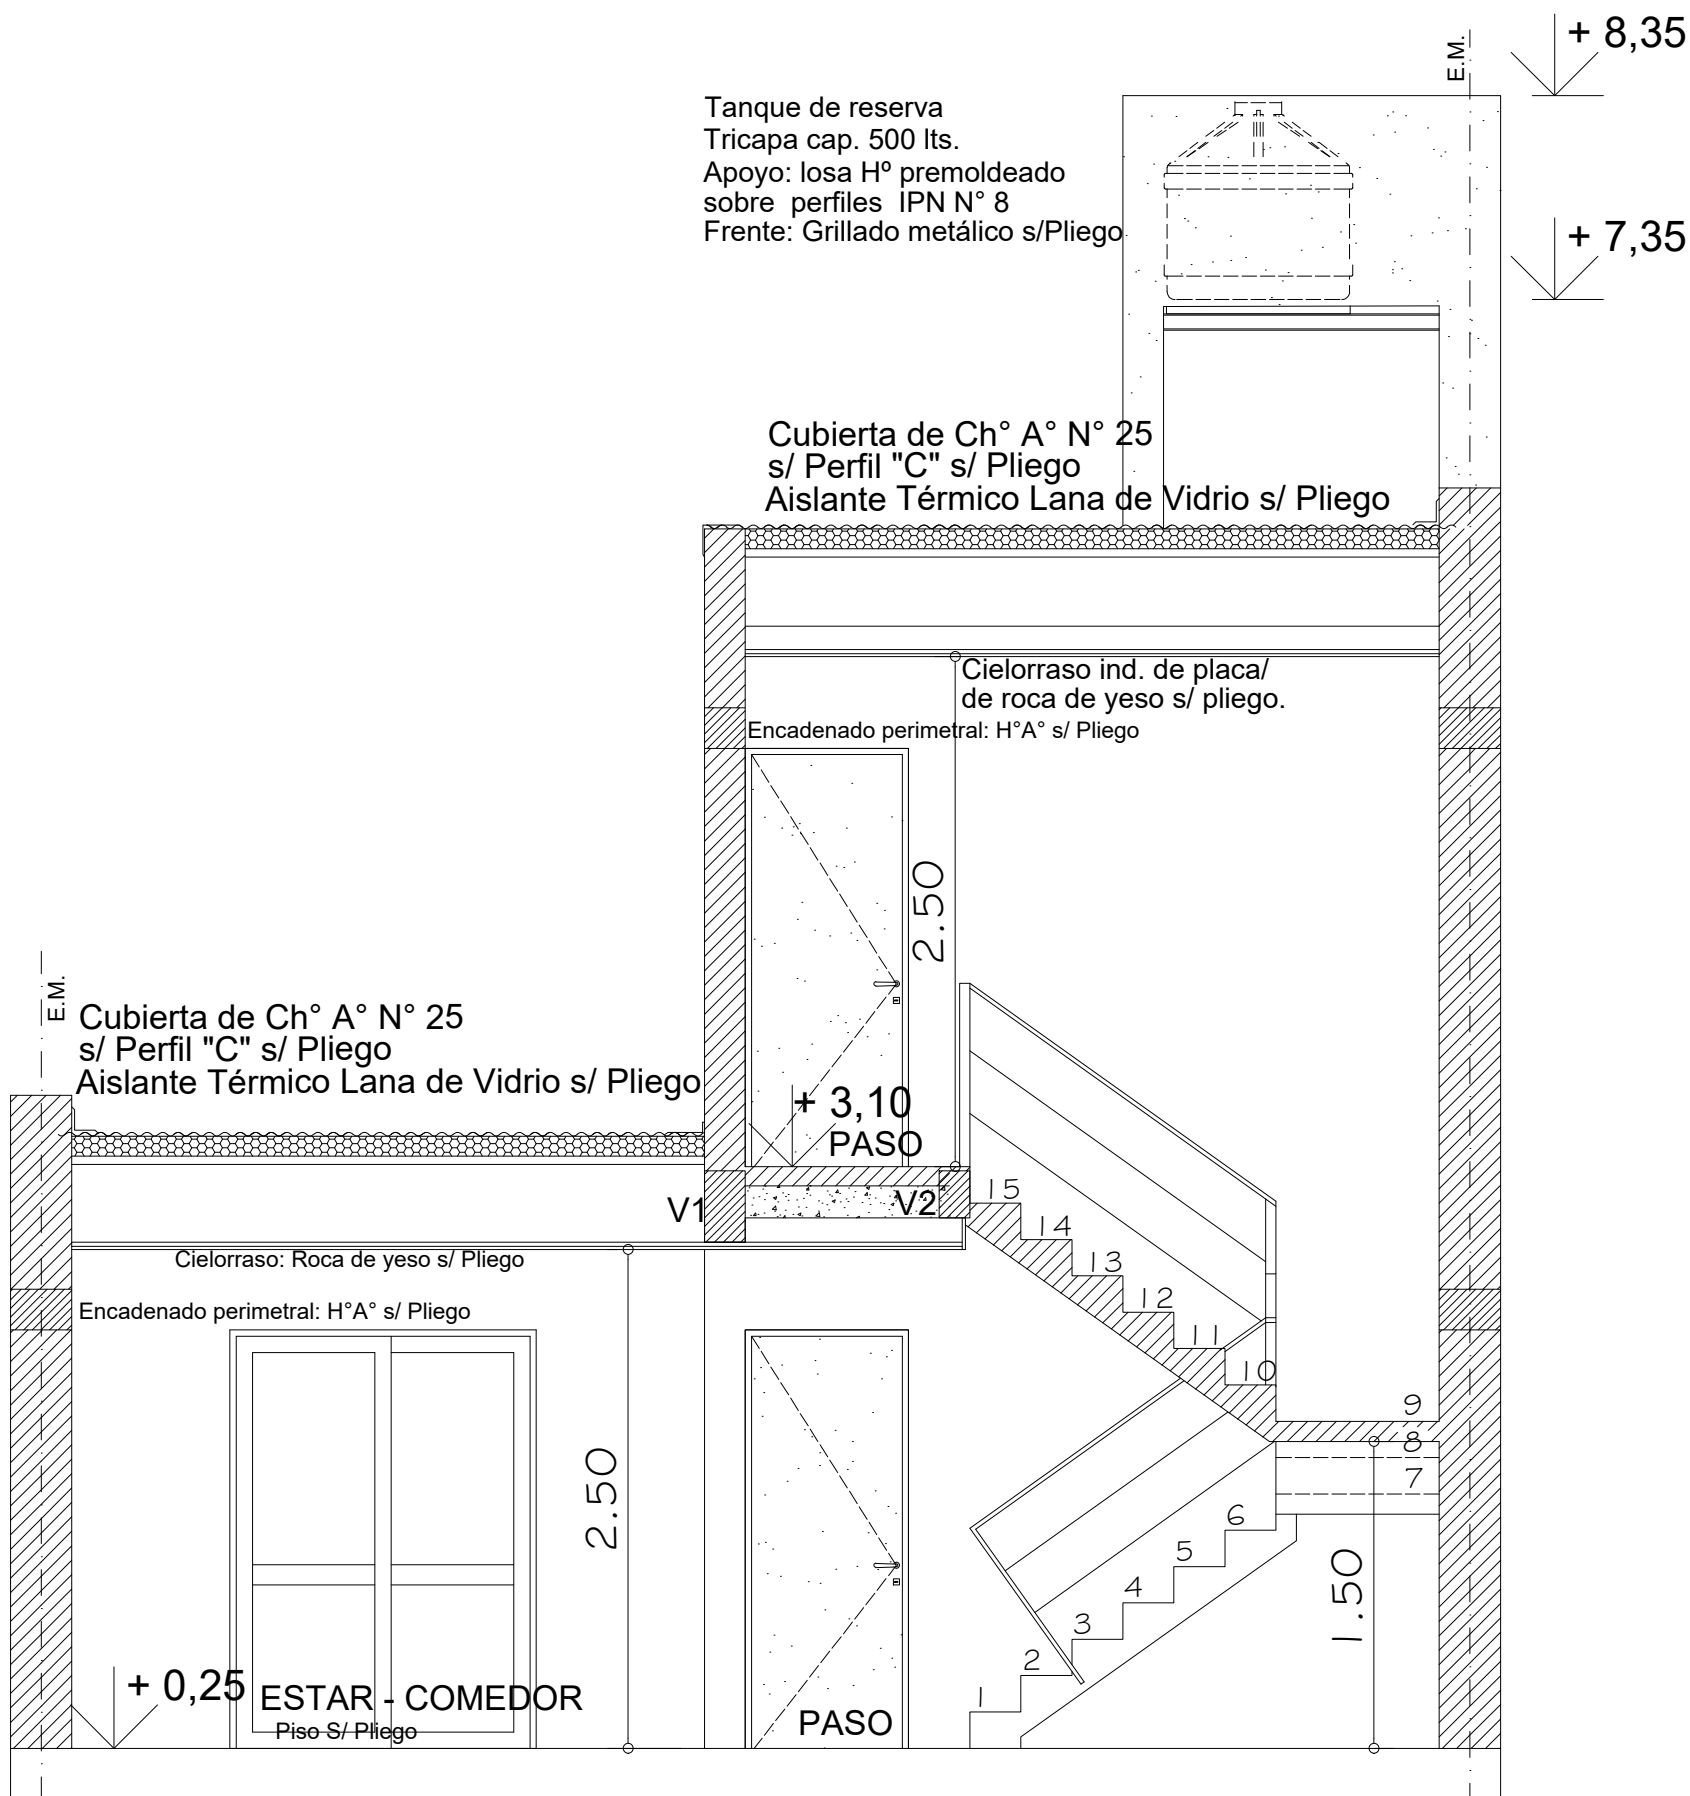 + 8,35
E.M.
Tanque de reserva
Tricapa cap. 500 lts.
Apoyo: losa Hº premoldeado
sobre perfiles IPN N° 8
Frente: Grillado metálico s/Pliego
+ 7,35
Cubierta de Ch° A° N° 25
s/ Perfil "C" s/ Pliego
Aislante Térmico Lana de Vidrio s/ Pliego
Cielorraso ind. de placa/
de roca de yeso s/ pliego.
Encadenado perimetral: H°A° s/ Pliego
2.50
E.M.
Cubierta de Ch° A° N° 25
s/ Perfil "C" s/ Pliego
Aislante Térmico Lana de Vidrio s/ Pliego
+ 3,10
PASO
V1
V2
15
14
13
12
11
10
9
8
7
6
5
4
3
2
1
Cielorraso: Roca de yeso s/ Pliego
Encadenado perimetral: H°A° s/ Pliego
2.50
1.50
+ 0,25
ESTAR - COMEDOR
Piso S/ Pliego
PASO